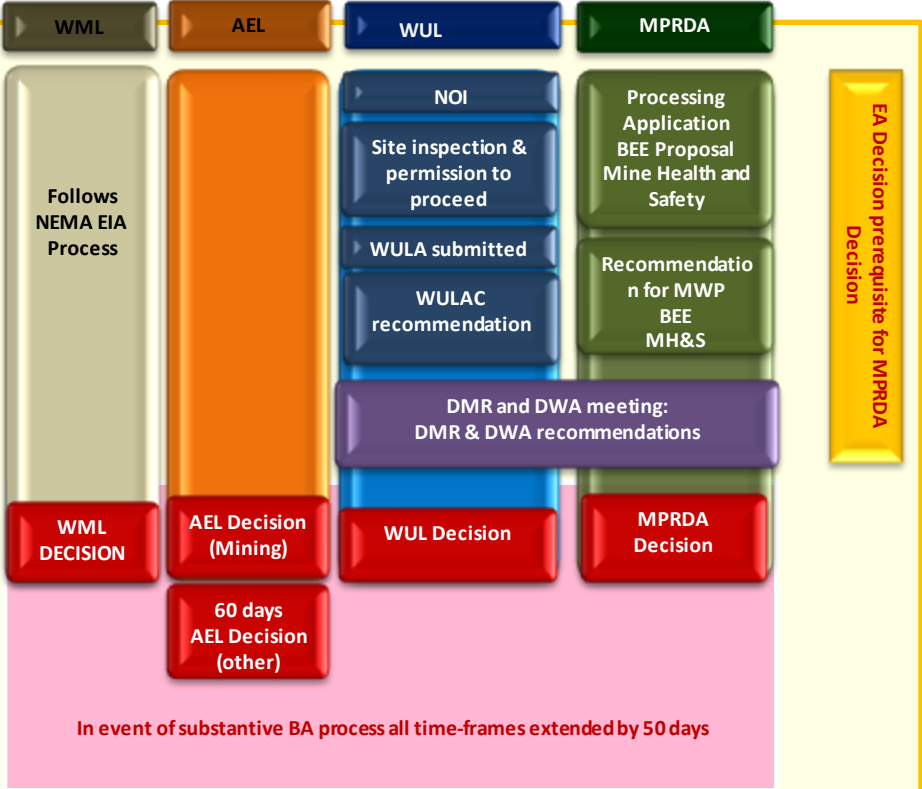 WML
AEL
WUL
MPRDA
Follows
NEMA EIA
Process
NOI
Site inspection &
permission to
proceed
WULA submitted
WULAC
recommendation
Processing
Application
BEE Proposal
Mine Health and
Safety
Recommendatio
n for MWP
BEE
MH&S
DMR and DWA meeting:
DMR & DWA recommendations
EA Decision prerequisite for MPRDA
Decision
WML
DECISION
AEL Decision
(Mining)
WUL Decision
MPRDA
Decision
60 days
AEL Decision
(other)
In event of substantive BA process all time-frames extended by 50 days